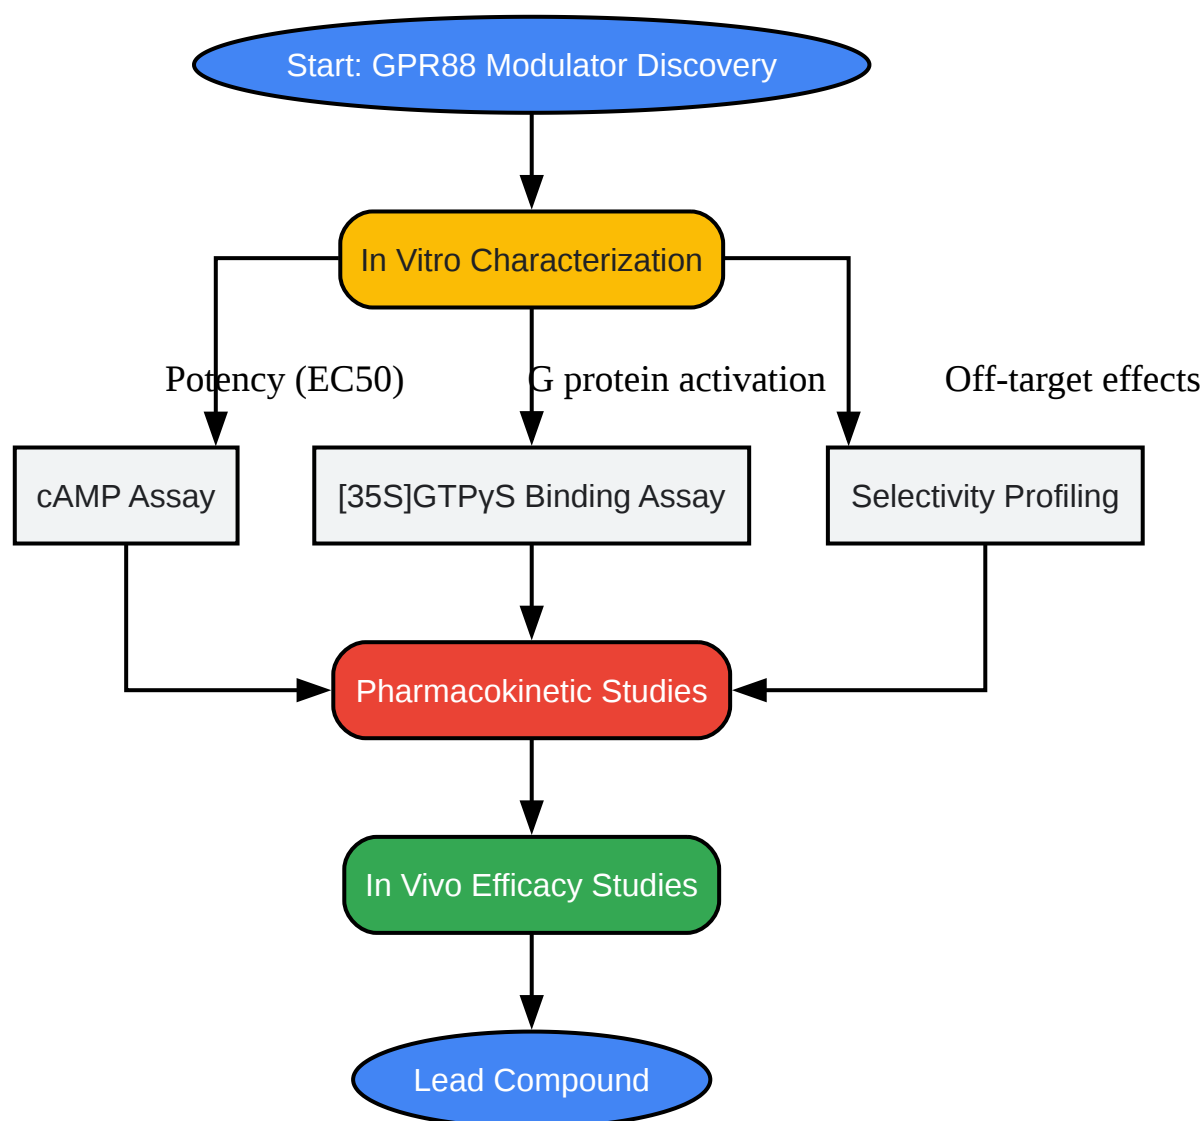 Start: GPR88 Modulator Discovery
In Vitro Characterization
Potency (EC50)
G protein activation
Off-target effects
cAMP Assay
[35S]GTPγS Binding Assay
Selectivity Profiling
Pharmacokinetic Studies
In Vivo Efficacy Studies
Lead Compound